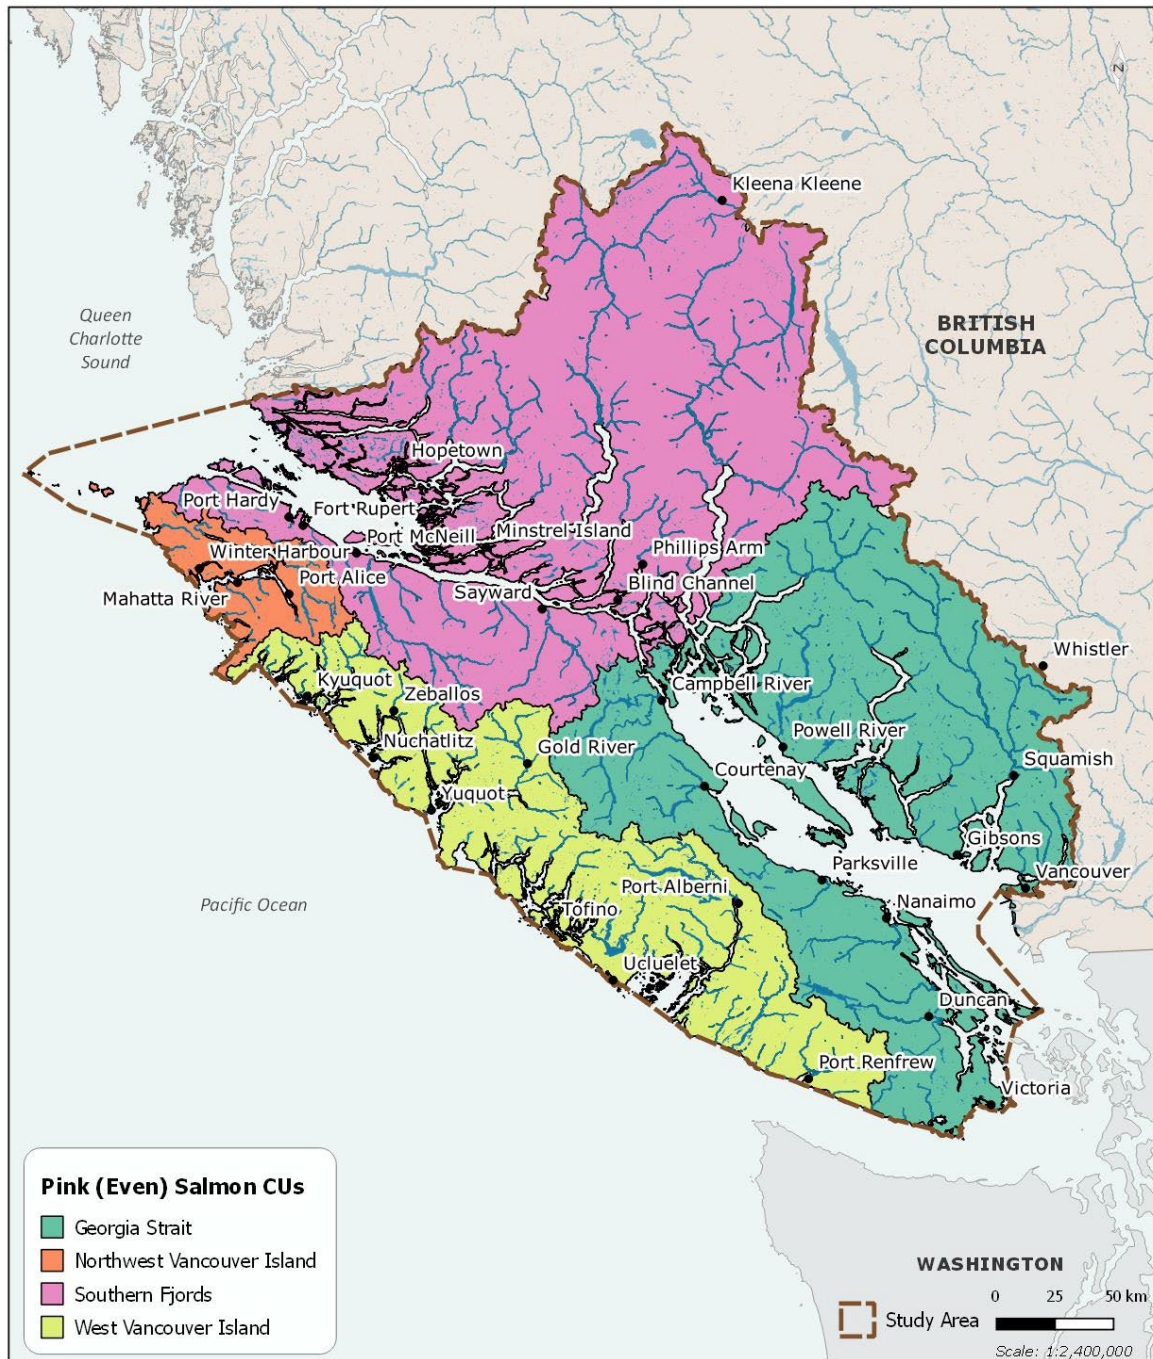 N
Kleena Kleene
Queen
Charlotte
Sound
BRITISH
COLUMBIA
Hopetown
Port Hardy
Fort Rupert
Port McNeill
Minstrel Island
Winter Harbour
Phillips Arm
Port Alice
Blind Channel
Mahatta River
Sayward
Whistler
Kyuquot
Zeballos
Campbell River
Nuchatlitz
Gold River
Powell River
Squamish
Courtenay
Yuquot
Gibsons
Parksville
Vancouver
Port Alberni
Nanaimo
Pacific Ocean
Tofino
Ucluelet
Duncan
Port Renfrew
Victoria
Pink (Even) Salmon CUs
Georgia Strait
Northwest Vancouver Island
Southern Fjords
West Vancouver Island
WASHINGTON
0 25 50 km
Study Area
Scale: 1:2,400,000